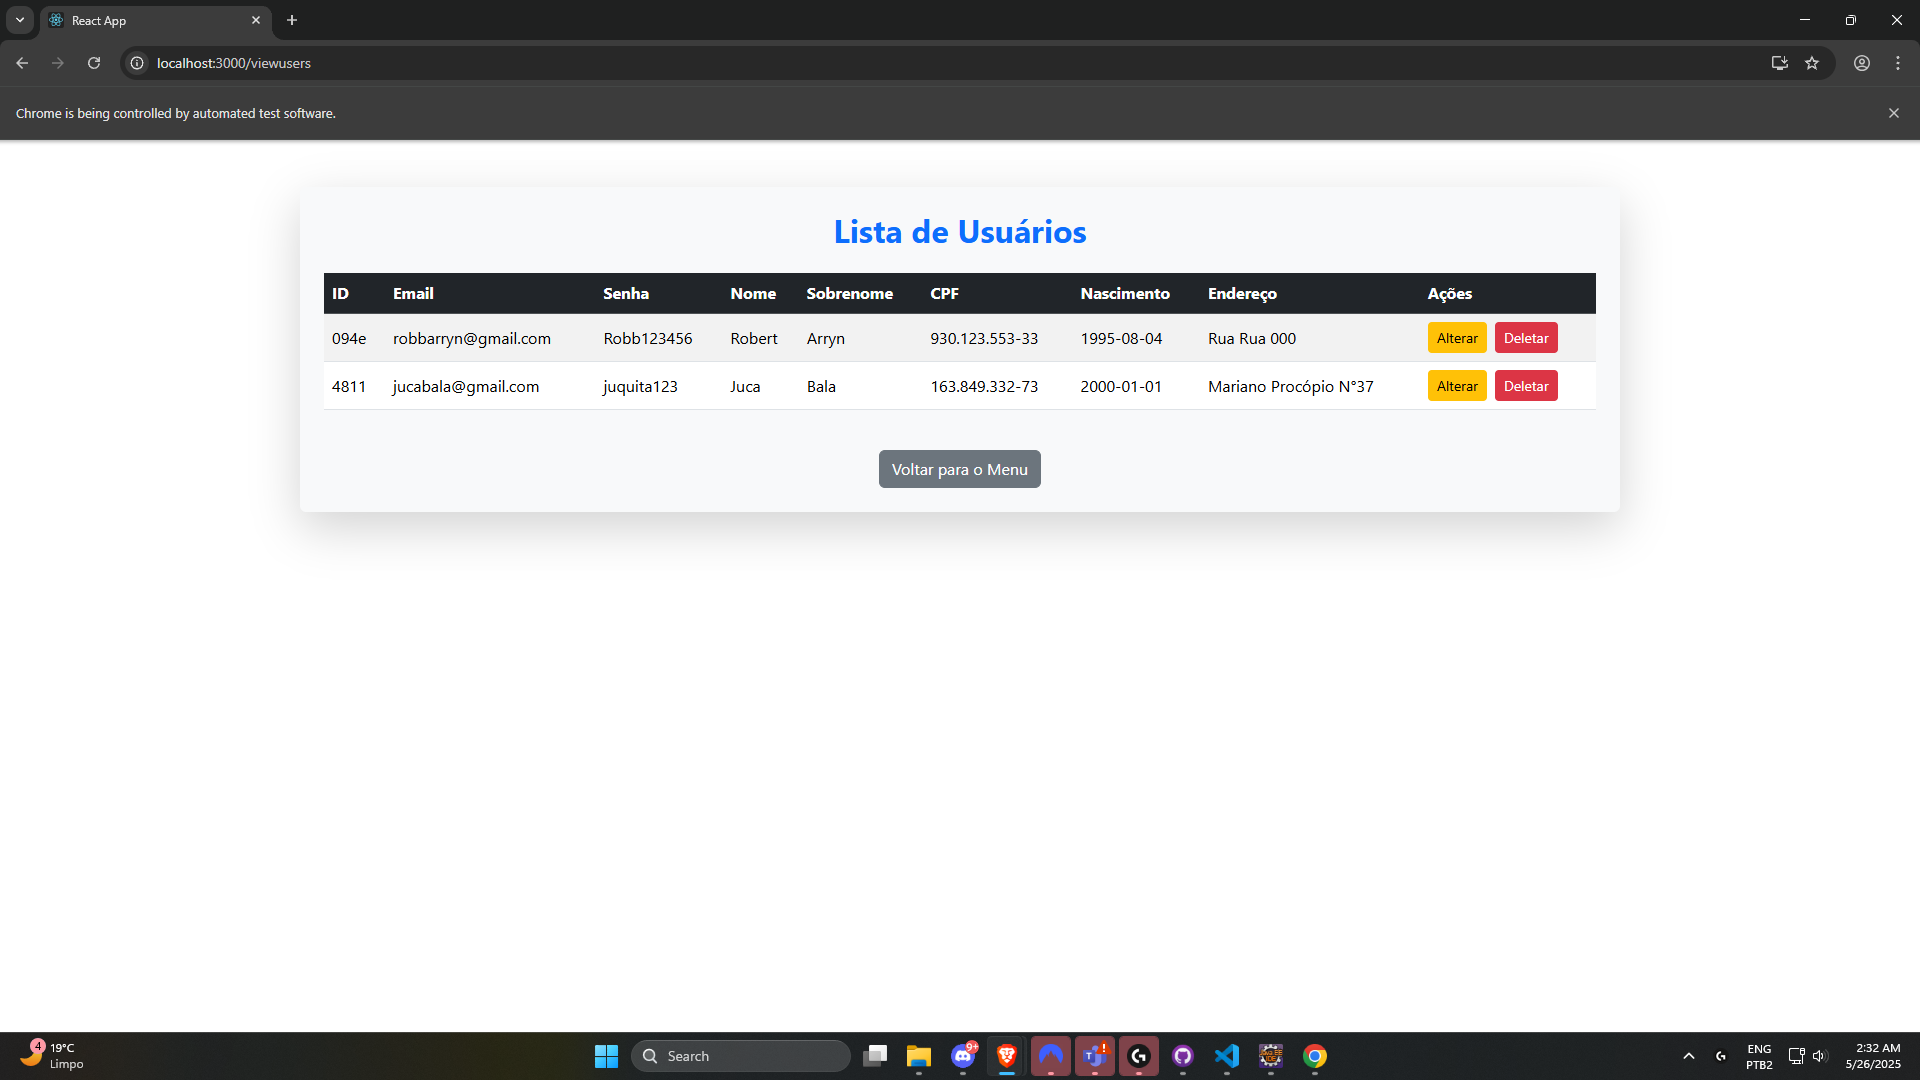 React App
localhost:3000/viewusers
Chrome is being controlled by automated test software.
Lista de Usuários
ID Email Senha Nome Sobrenome CPF Nascimento Endereço Ações
094e robbarryn@gmail.com Robb123456 Robert Arryn 930.123.553-33 1995-08-04 Rua Rua 000 Alterar Deletar
4811 jucabala@gmail.com juquita123 Juca Bala 163.849.332-73 2000-01-01 Mariano Procópio N°37 Alterar Deletar
Voltar para o Menu
4 19°C
Limpo
Search
9+
ENG
PTB2
2:32 AM
5/26/2025